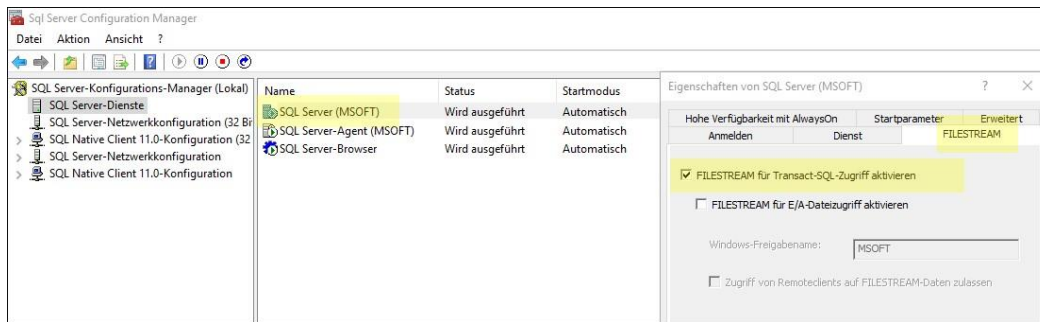 Sql Server Configuration Manager
Datei Aktion Ansicht ?
SQL Server-Konfigurations-Manager (Lokal)
SQL Server-Dienste
SQL Server-Netzwerkkonfiguration (32 Bi
SQL Native Client 11.0-Konfiguration (32
SQL Server-Netzwerkkonfiguration
SQL Native Client 11.0-Konfiguration
Name Status Startmodus
SQL Server (MSOFT) Wird ausgeführt Automatisch
SQL Server-Agent (MSOFT) Wird ausgeführt Automatisch
SQL Server-Browser Wird ausgeführt Automatisch
Eigenschaften von SQL Server (MSOFT) ?
Hohe Verfügbarkeit mit AlwaysOn Startparameter Erweitert
Anmelden Dienst FILESTREAM
FILESTREAM für Transact-SQL-Zugriff aktivieren
FILESTREAM für E/A-Dateizugriff aktivieren
Windows-Freigabename: MSOFT
Zugriff von Remoteclients auf FILESTREAM-Daten zulassen